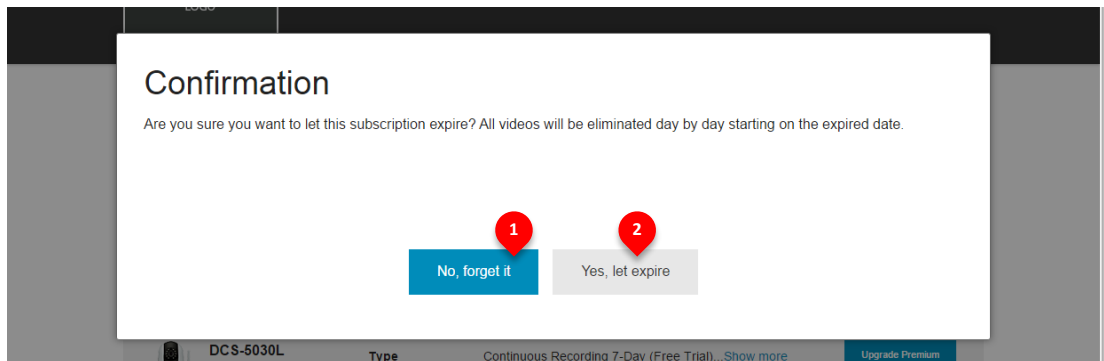 LOGO
Confirmation
Are you sure you want to let this subscription expire? All videos will be eliminated day by day starting on the expired date.
1
2
No, forget it
Yes, let expire
DCS-5030L
Type
Continuous Recording 7-Day (Free Trial)...Show more
Upgrade Premium